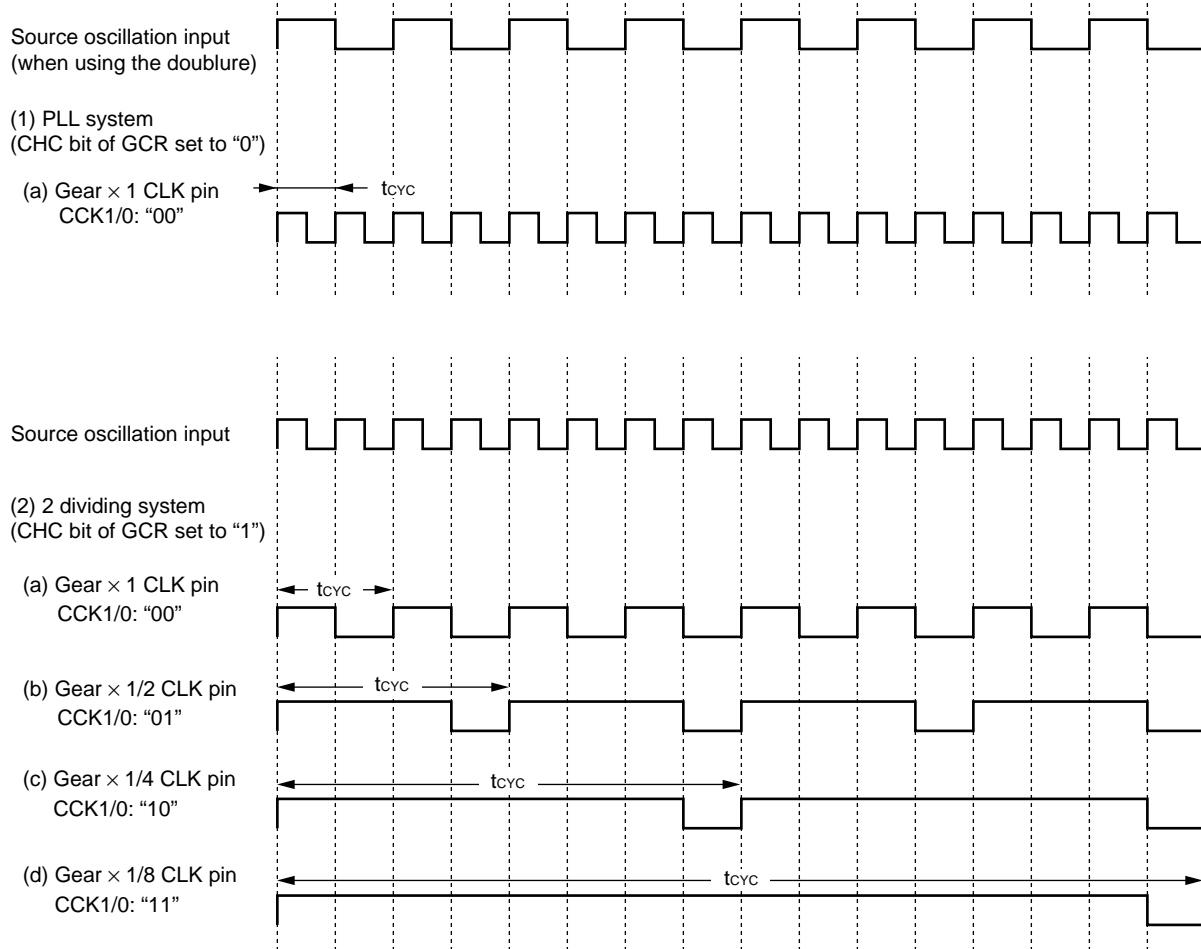 Source oscillation input
(when using the doublure)
(1) PLL system
(CHC bit of GCR set to “0”)
(a) Gear × 1 CLK pin
CCK1/0: “00”
tCYC
Source oscillation input
(2) 2 dividing system
(CHC bit of GCR set to “1”)
(a) Gear × 1 CLK pin
CCK1/0: “00”
tCYC
(b) Gear × 1/2 CLK pin
CCK1/0: “01”
tCYC
(c) Gear × 1/4 CLK pin
CCK1/0: “10”
tCYC
(d) Gear × 1/8 CLK pin
CCK1/0: “11”
tCYC